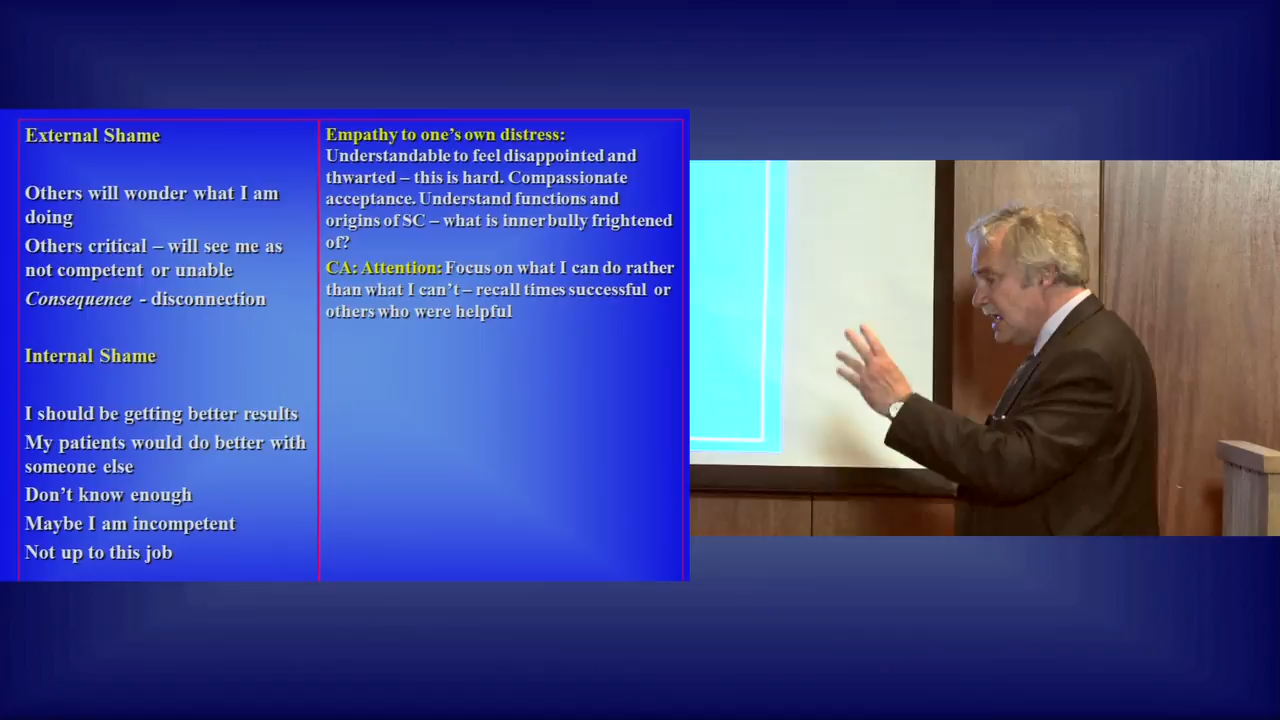 External Shame
Others will wonder what I am
doing
Others critical – will see me as
not competent or unable
Consequence - disconnection
Internal Shame
I should be getting better results
My patients would do better with
someone else
Don't know enough
Maybe I am incompetent
Not up to this job
Empathy to one's own distress:
Understandable to feel disappointed and
thwarted – this is hard. Compassionate
acceptance. Understand functions and
origins of SC – what is inner bully frightened
of?
CA: Attention: Focus on what I can do rather
than what I can't – recall times successful or
others who were helpful